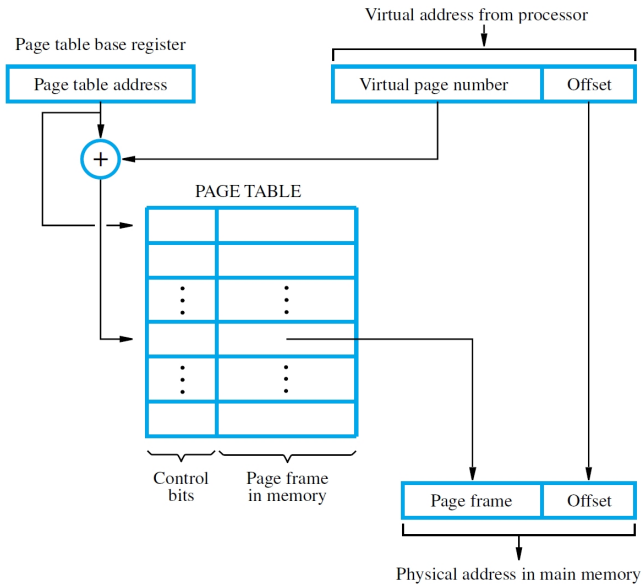 Virtual address from processor
Page table base register
Page table address
Virtual page number
Offset
+
PAGE TABLE
Control
bits
Page frame
in memory
Page frame
Offset
Physical address in main memory